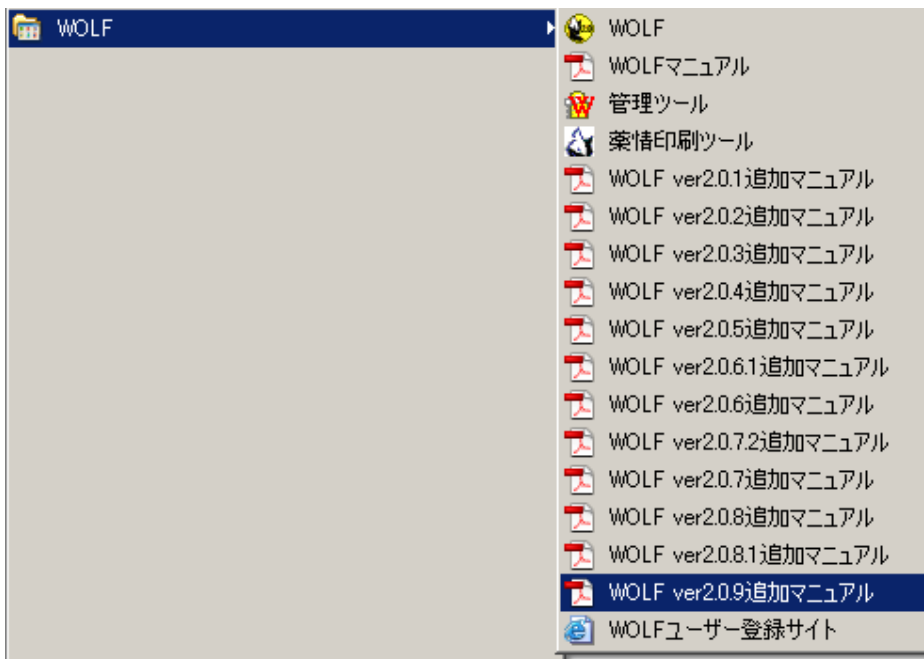 WOLF
WOLF
WOLFマニュアル
管理ツール
薬情印刷ツール
WOLF ver2.0.1追加マニュアル
WOLF ver2.0.2追加マニュアル
WOLF ver2.0.3追加マニュアル
WOLF ver2.0.4追加マニュアル
WOLF ver2.0.5追加マニュアル
WOLF ver2.0.6.1追加マニュアル
WOLF ver2.0.6追加マニュアル
WOLF ver2.0.7.2追加マニュアル
WOLF ver2.0.7追加マニュアル
WOLF ver2.0.8追加マニュアル
WOLF ver2.0.8.1追加マニュアル
WOLF ver2.0.9追加マニュアル
WOLFユーザー登録サイト